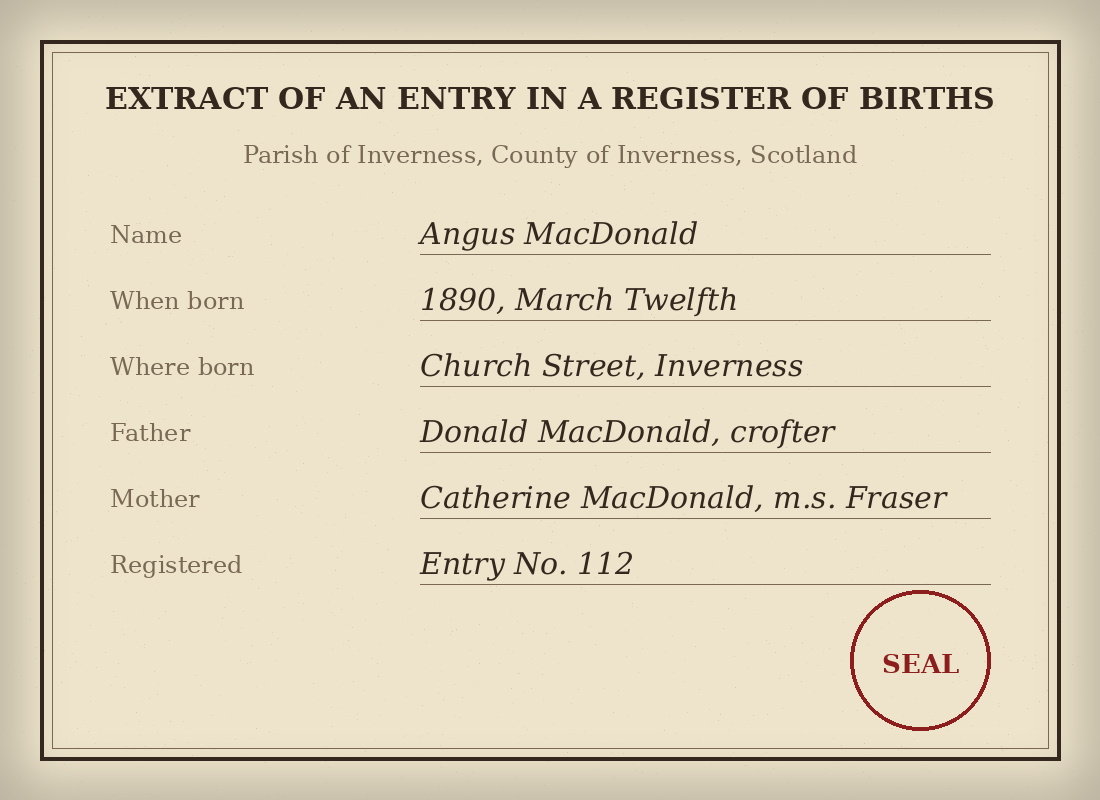 EXTRACT OF AN ENTRY IN A REGISTER OF BIRTHS
Parish of Inverness, County of Inverness, Scotland
Name Angus MacDonald
When born 1890, March Twelfth
Where born Church Street, Inverness
Father Donald MacDonald, crofter
Mother Catherine MacDonald, m.s. Fraser
Registered Entry No. 112
SEAL